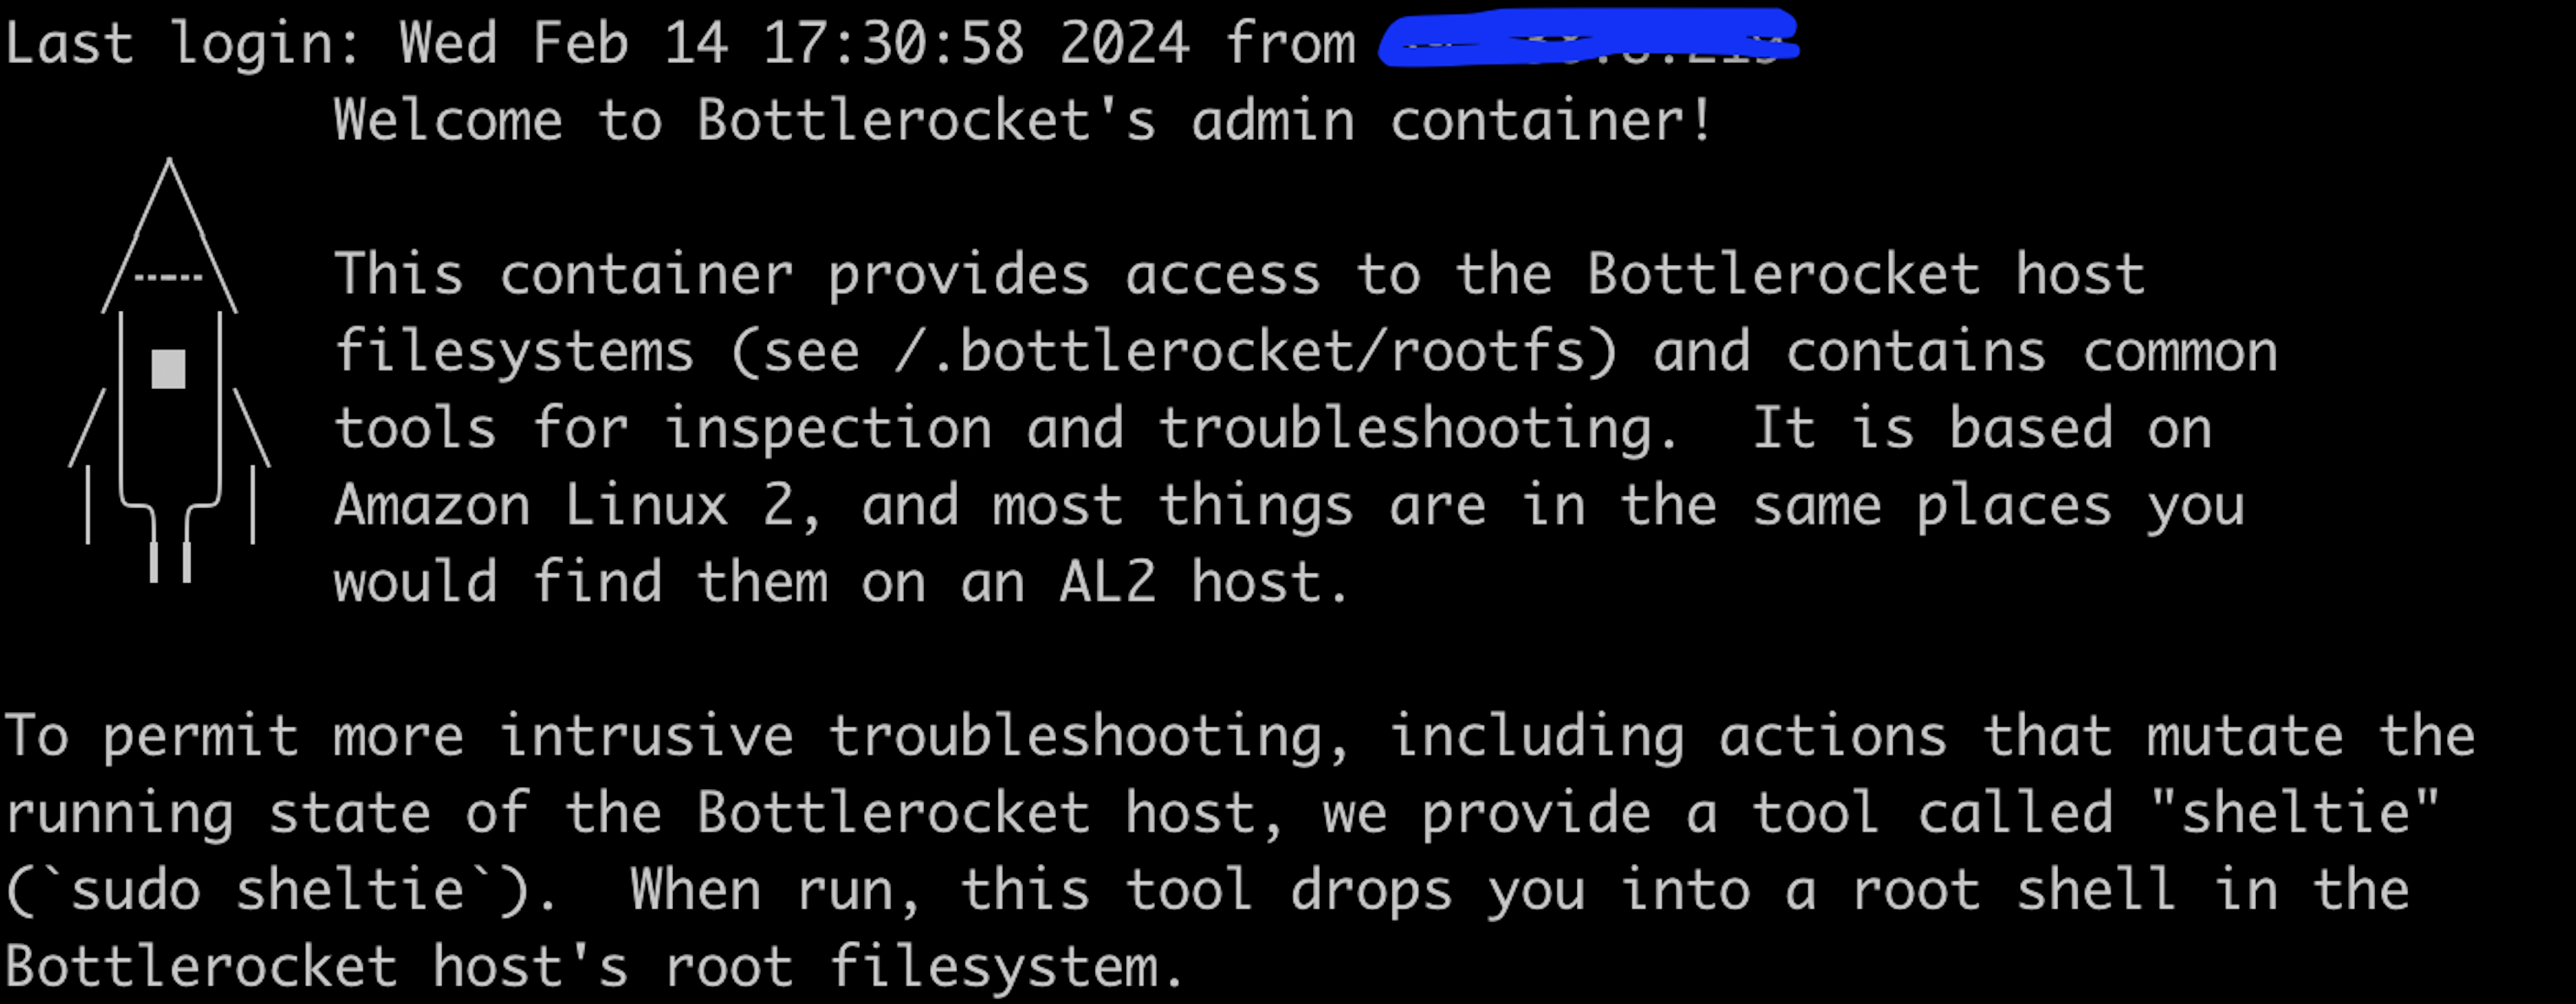 Last login: Wed Feb 14 17:30:58 2024 from
Welcome to Bottlerocket's admin container!
This container provides access to the Bottlerocket host
filesystems (see /.bottlerocket/rootfs) and contains common
tools for inspection and troubleshooting.  It is based on
Amazon Linux 2, and most things are in the same places you
would find them on an AL2 host.
To permit more intrusive troubleshooting, including actions that mutate the
running state of the Bottlerocket host, we provide a tool called "sheltie"
(`sudo sheltie`).  When run, this tool drops you into a root shell in the
Bottlerocket host's root filesystem.